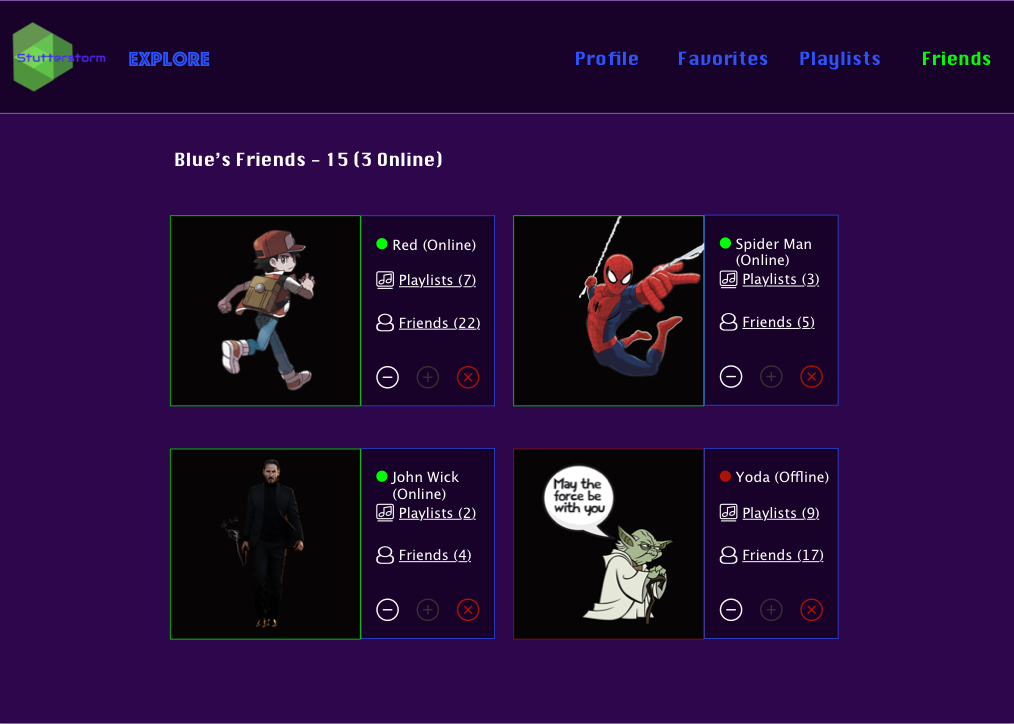 Stutterstorm
EXPLORE
Profile
Favorites
Playlists
Friends
Blue's Friends - 15 (3 Online)
Red (Online)
Playlists (7)
Friends (22)
Spider Man
(Online)
Playlists (3)
Friends (5)
John Wick
(Online)
Playlists (2)
Friends (4)
May the
force be
with you
Yoda (Offline)
Playlists (9)
Friends (17)